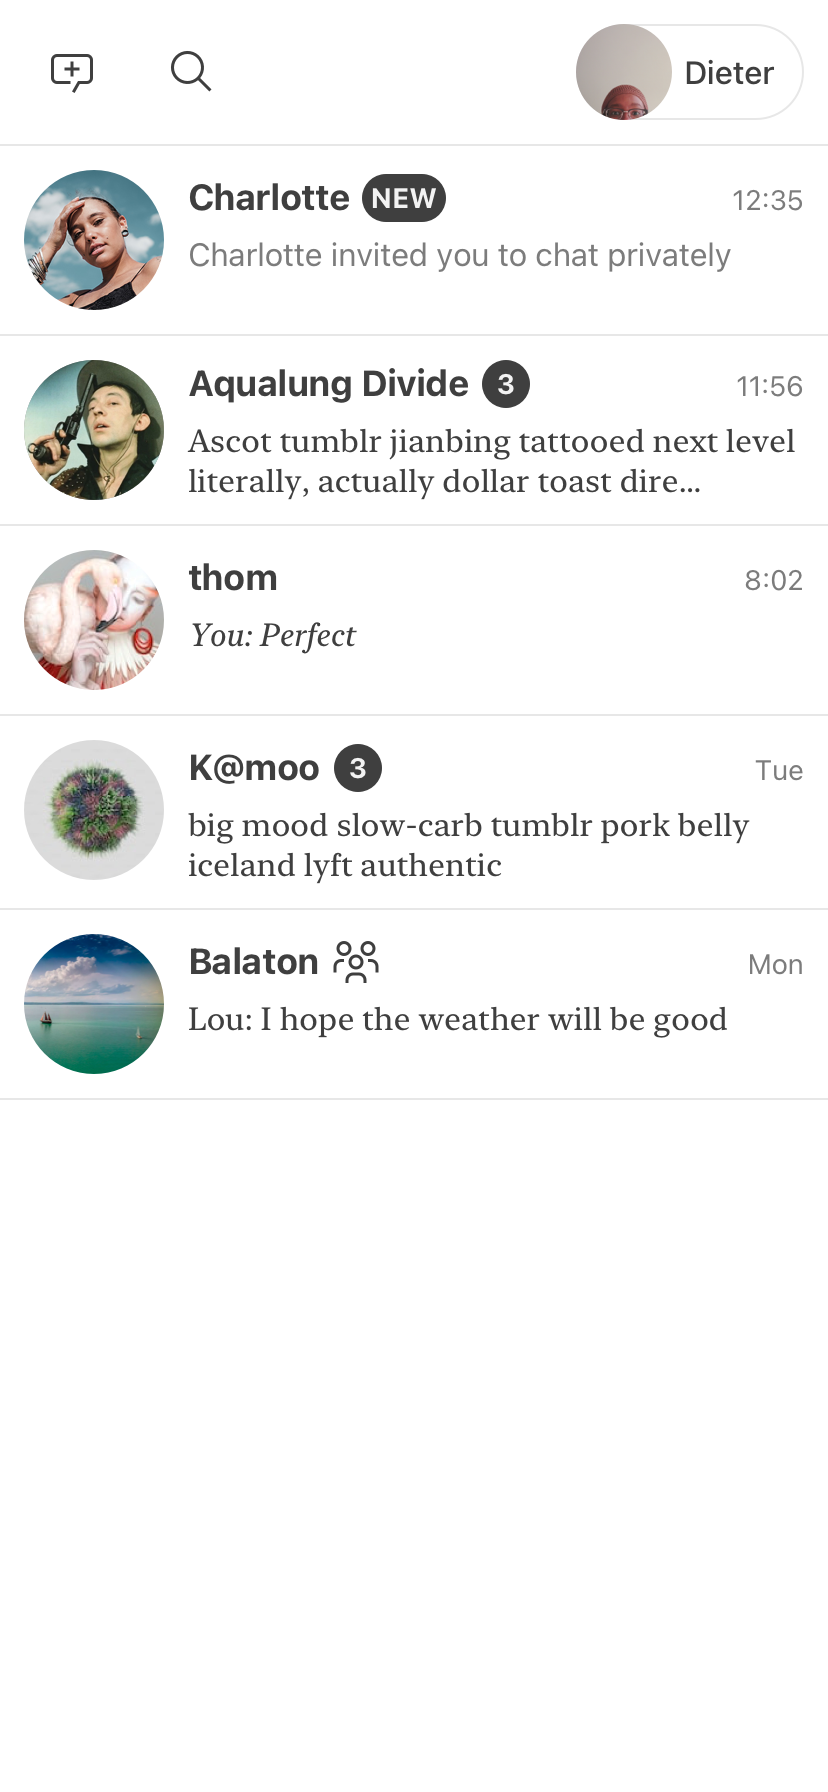 Dieter
Charlotte NEW 12:35
Charlotte invited you to chat privately
Aqualung Divide 3 11:56
Ascot tumblr jianbing tattooed next level
literally, actually dollar toast dire...
thom 8:02
You: Perfect
K@moo 3 Tue
big mood slow-carb tumblr pork belly
iceland lyft authentic
Balaton Mon
Lou: I hope the weather will be good